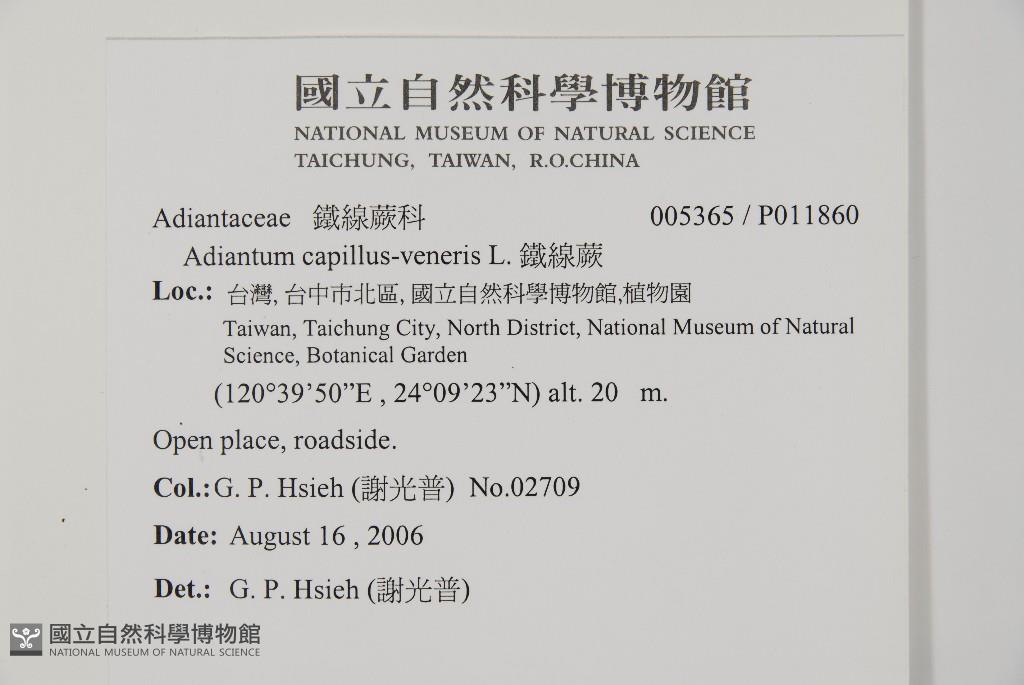 國立自然科學博物館
NATIONAL MUSEUM OF NATURAL SCIENCE
TAICHUNG, TAIWAN, R.O.CHINA
Adiantaceae 鐵線蕨科 005365 / P011860
Adiantum capillus-veneris L. 鐵線蕨
Loc.: 台灣, 台中市北區, 國立自然科學博物館,植物園
Taiwan, Taichung City, North District, National Museum of Natural
Science, Botanical Garden
(120°39’50”E , 24°09’23”N) alt. 20 m.
Open place, roadside.
Col.: G. P. Hsieh (謝光普) No.02709
Date: August 16 , 2006
Det.: G. P. Hsieh (謝光普)
國立自然科學博物館
NATIONAL MUSEUM OF NATURAL SCIENCE